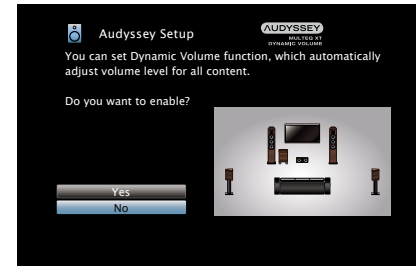 Audyssey Setup
AUDYSSEY
MULTEQ XT
DYNAMIC VOLUME
You can set Dynamic Volume function, which automatically
adjust volume level for all content.
Do you want to enable?
Yes
No